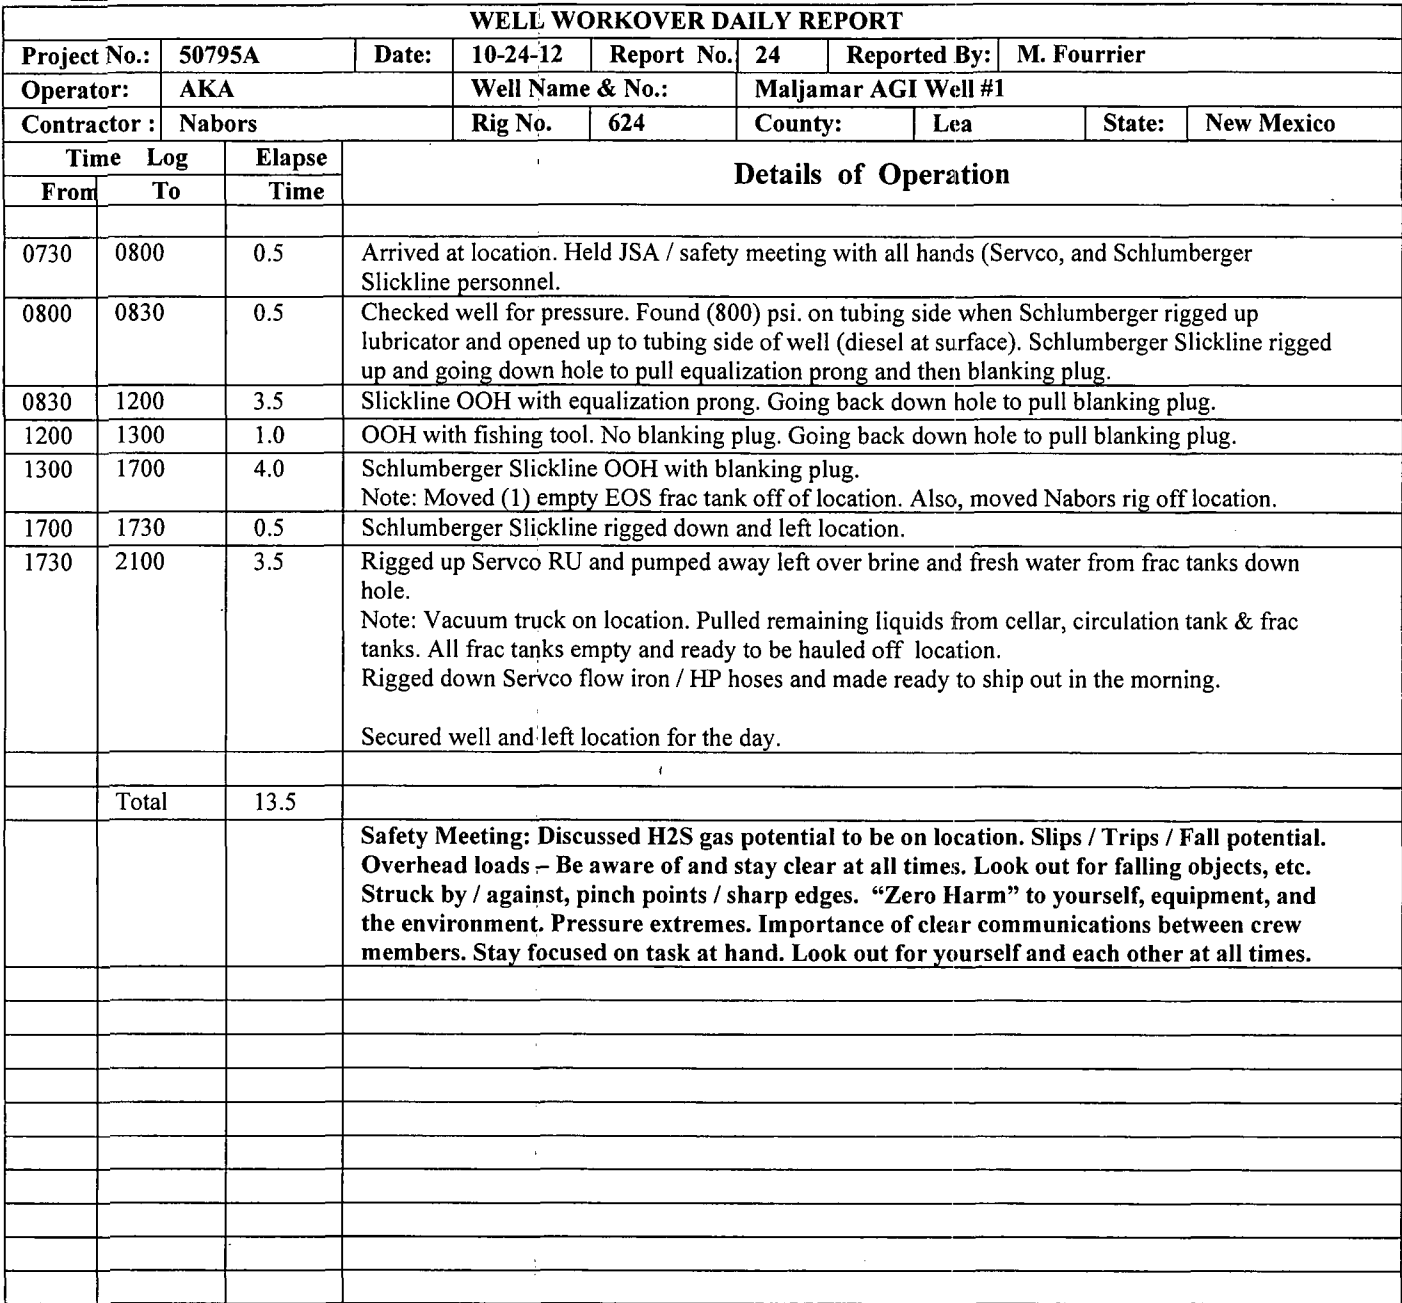 WELL WORKOVER DAILY REPORT
Project No.: 50795A Date: 10-24-12 Report No. 24 Reported By: M. Fourrier
Operator: AKA Well Name & No.: Maljamar AGI Well #1
Contractor : Nabors Rig No. 624 County: Lea State: New Mexico
Time Log Elapse
From To Time Details of Operation
0730 0800 0.5 Arrived at location. Held JSA / safety meeting with all hands (Servco, and Schlumberger
Slickline personnel.
0800 0830 0.5 Checked well for pressure. Found (800) psi. on tubing side when Schlumberger rigged up
lubricator and opened up to tubing side of well (diesel at surface). Schlumberger Slickline rigged
up and going down hole to pull equalization prong and then blanking plug.
0830 1200 3.5 Slickline OOH with equalization prong. Going back down hole to pull blanking plug.
1200 1300 1.0 OOH with fishing tool. No blanking plug. Going back down hole to pull blanking plug.
1300 1700 4.0 Schlumberger Slickline OOH with blanking plug.
Note: Moved (1) empty EOS frac tank off of location. Also, moved Nabors rig off location.
1700 1730 0.5 Schlumberger Slickline rigged down and left location.
1730 2100 3.5 Rigged up Servco RU and pumped away left over brine and fresh water from frac tanks down
hole.
Note: Vacuum truck on location. Pulled remaining liquids from cellar, circulation tank & frac
tanks. All frac tanks empty and ready to be hauled off location.
Rigged down Servco flow iron / HP hoses and made ready to ship out in the morning.
Secured well and left location for the day.
Total 13.5
Safety Meeting: Discussed H2S gas potential to be on location. Slips / Trips / Fall potential.
Overhead loads – Be aware of and stay clear at all times. Look out for falling objects, etc.
Struck by / against, pinch points / sharp edges. “Zero Harm” to yourself, equipment, and
the environment. Pressure extremes. Importance of clear communications between crew
members. Stay focused on task at hand. Look out for yourself and each other at all times.